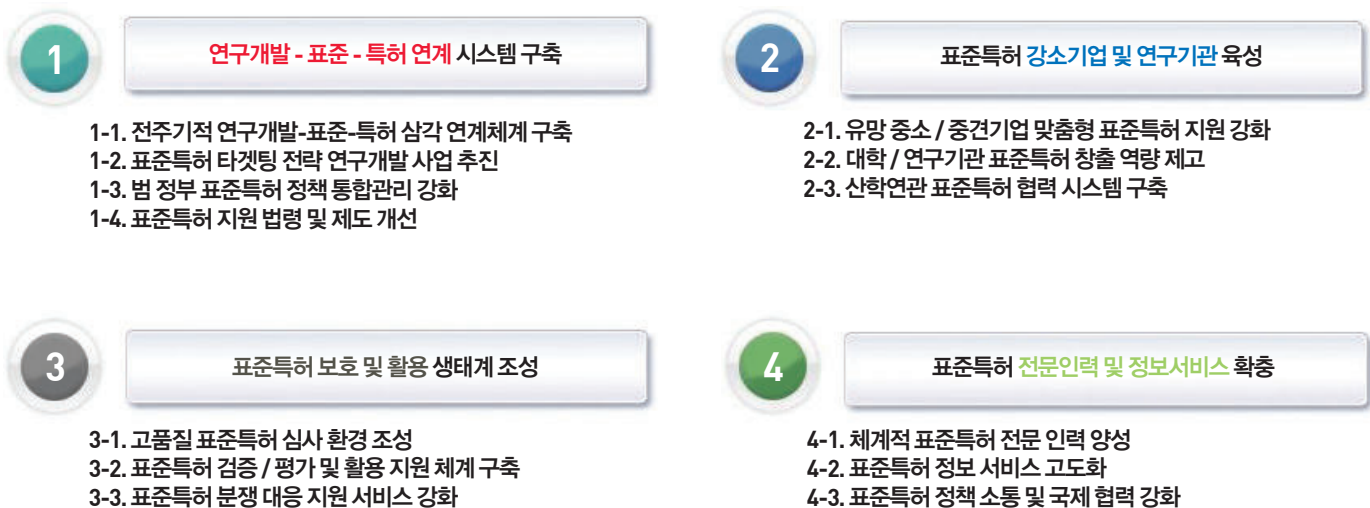 1
연구개발 - 표준 - 특허 연계 시스템 구축
1-1. 전주기적 연구개발-표준-특허 삼각 연계체계 구축
1-2. 표준특허 타겟팅 전략 연구개발 사업 추진
1-3. 범 정부 표준특허 정책 통합관리 강화
1-4. 표준특허 지원 법령 및 제도 개선
2
표준특허 강소기업 및 연구기관 육성
2-1. 유망 중소 / 중견기업 맞춤형 표준특허 지원 강화
2-2. 대학 / 연구기관 표준특허 창출 역량 제고
2-3. 산학연관 표준특허 협력 시스템 구축
3
표준특허 보호 및 활용 생태계 조성
3-1. 고품질 표준특허 심사 환경 조성
3-2. 표준특허 검증 / 평가 및 활용 지원 체계 구축
3-3. 표준특허 분쟁 대응 지원 서비스 강화
4
표준특허 전문인력 및 정보서비스 확충
4-1. 체계적 표준특허 전문 인력 양성
4-2. 표준특허 정보 서비스 고도화
4-3. 표준특허 정책 소통 및 국제 협력 강화